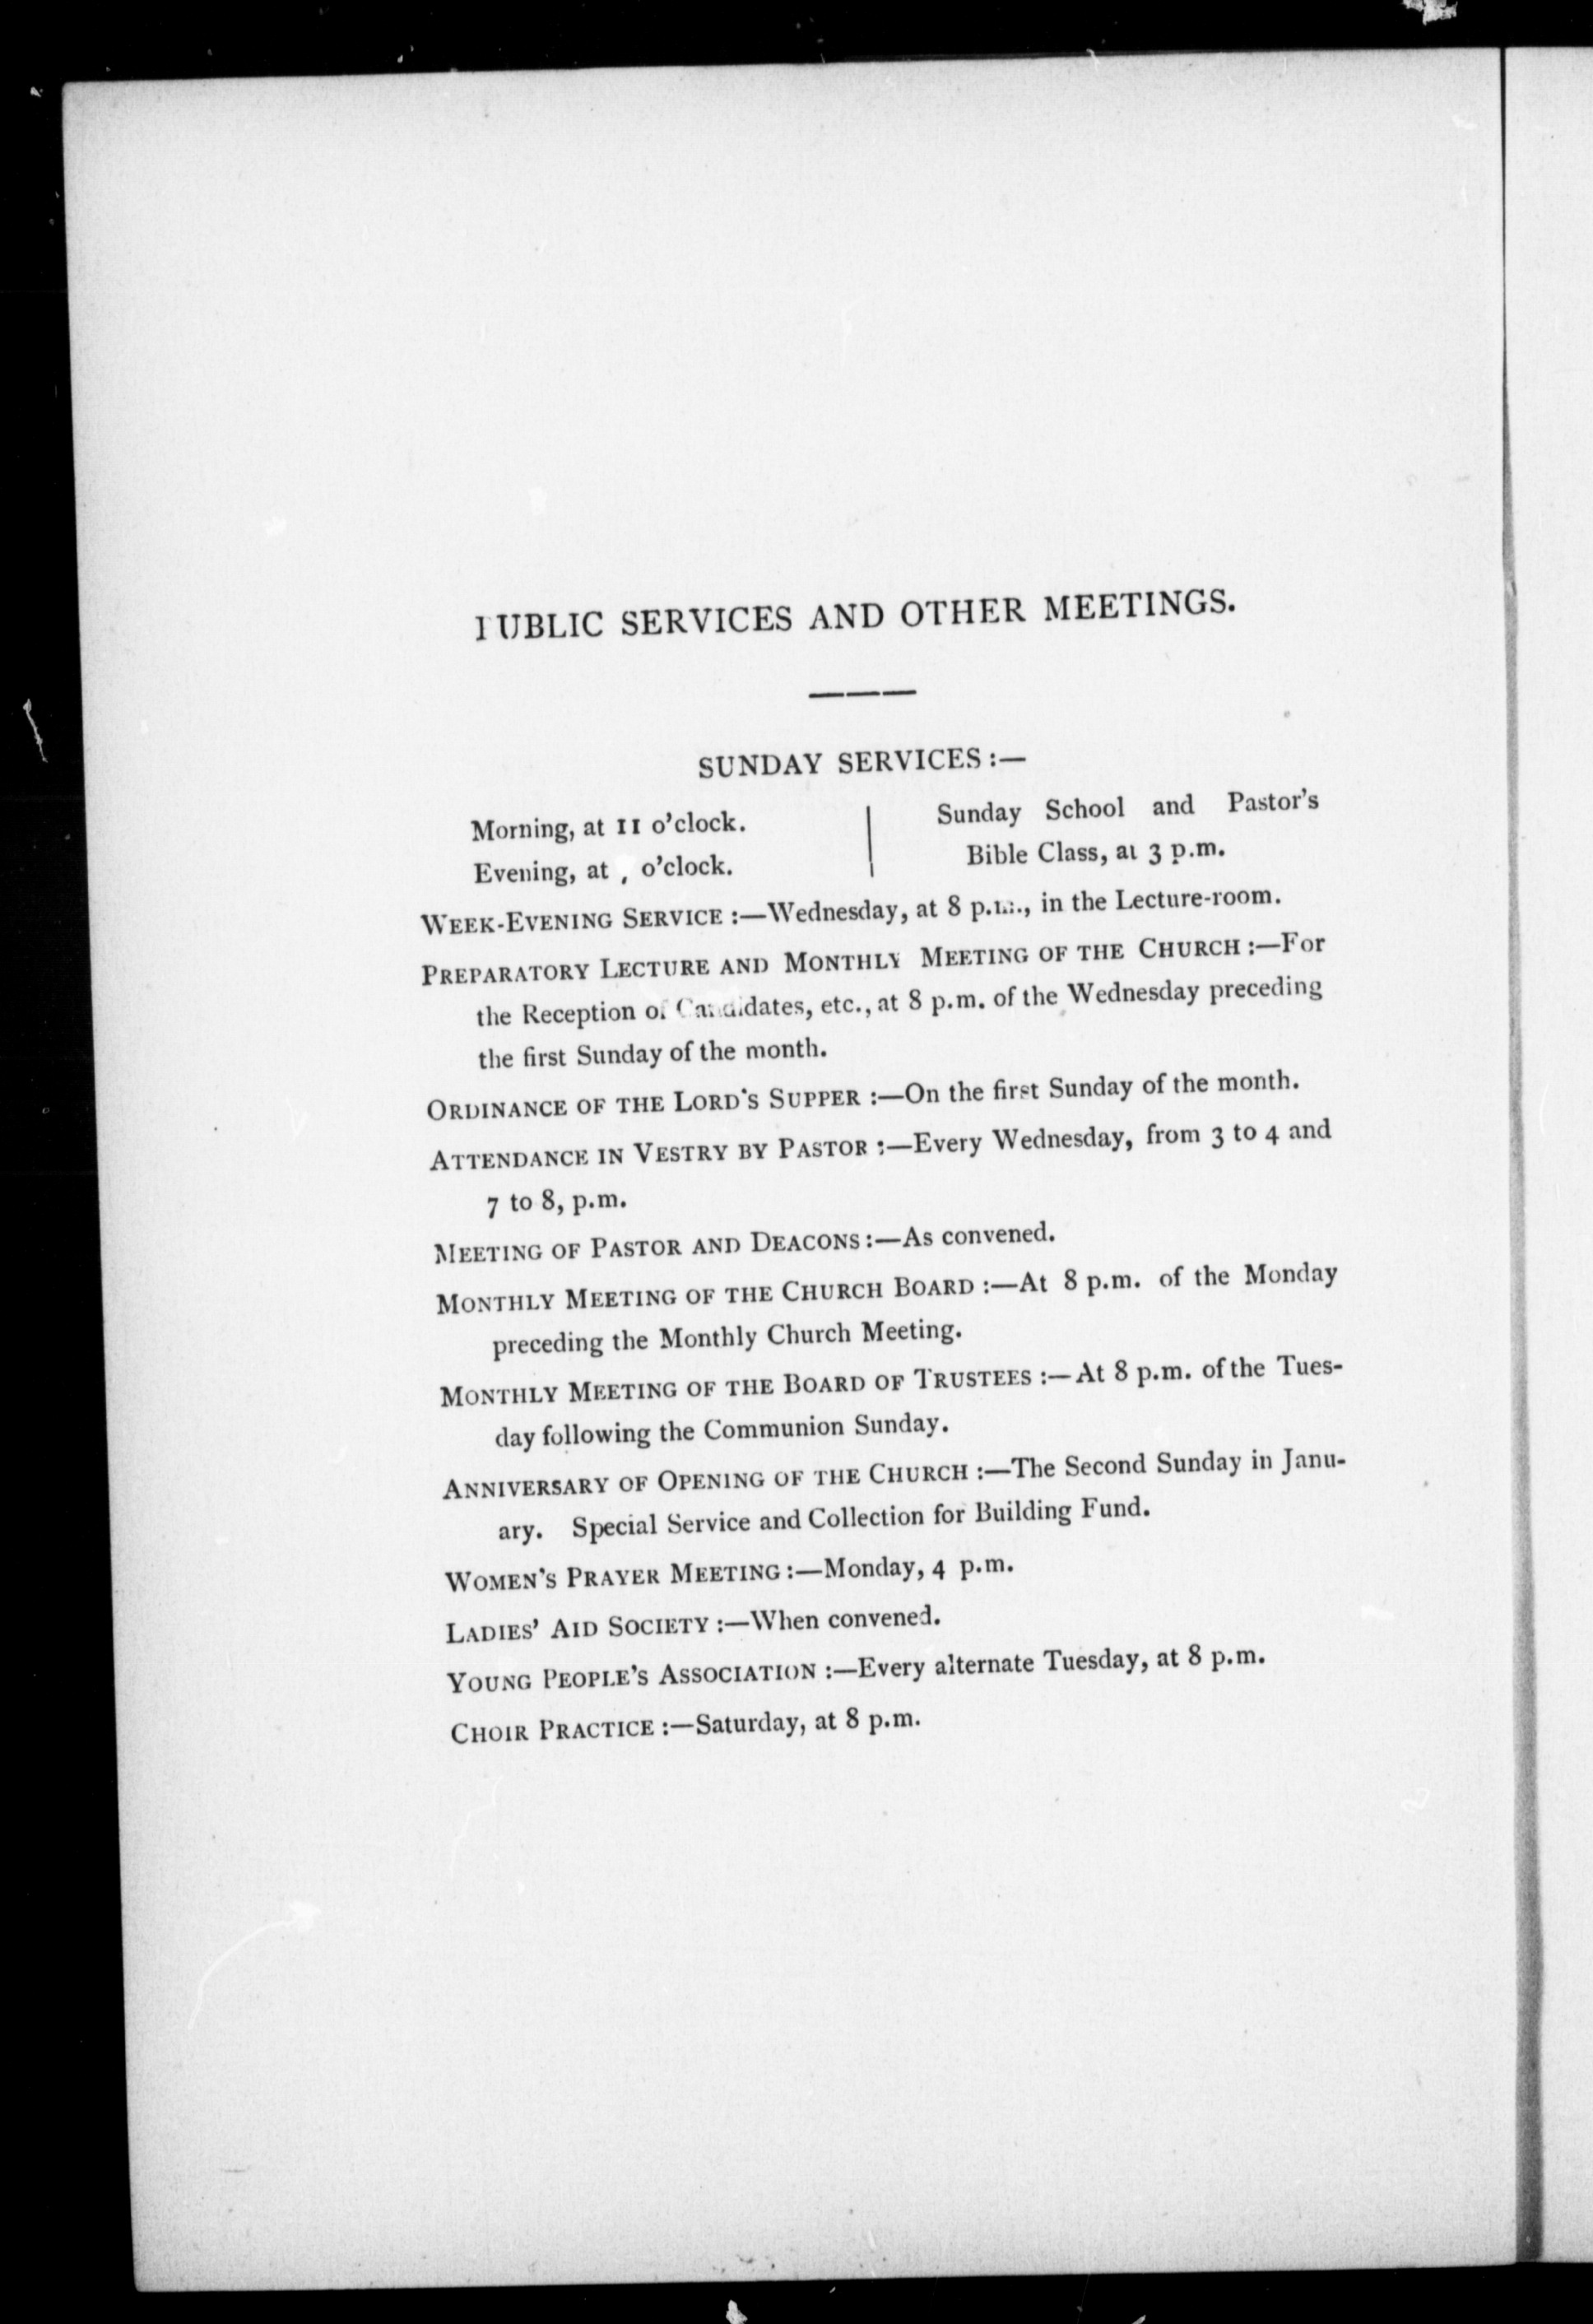 PUBLIC SERVICES AND OTHER MEETINGS.
SUNDAY SERVICES :—
Morning, at 11 o'clock.
Evening, at o'clock.
Sunday School and Pastor's
Bible Class, at 3 p.m.
WEEK-EVENING SERVICE :—Wednesday, at 8 p.m., in the Lecture-room.
PREPARATORY LECTURE AND MONTHLY MEETING OF THE CHURCH :—For
the Reception of Candidates, etc., at 8 p.m. of the Wednesday preceding
the first Sunday of the month.
ORDINANCE OF THE LORD'S SUPPER :—On the first Sunday of the month.
ATTENDANCE IN VESTRY BY PASTOR :—Every Wednesday, from 3 to 4 and
7 to 8, p.m.
MEETING OF PASTOR AND DEACONS :—As convened.
MONTHLY MEETING OF THE CHURCH BOARD :—At 8 p.m. of the Monday
preceding the Monthly Church Meeting.
MONTHLY MEETING OF THE BOARD OF TRUSTEES :—At 8 p.m. of the Tues-
day following the Communion Sunday.
ANNIVERSARY OF OPENING OF THE CHURCH :—The Second Sunday in Janu-
ary. Special Service and Collection for Building Fund.
WOMEN'S PRAYER MEETING :—Monday, 4 p.m.
LADIES' AID SOCIETY :—When convened.
YOUNG PEOPLE'S ASSOCIATION :—Every alternate Tuesday, at 8 p.m.
CHOIR PRACTICE :—Saturday, at 8 p.m.